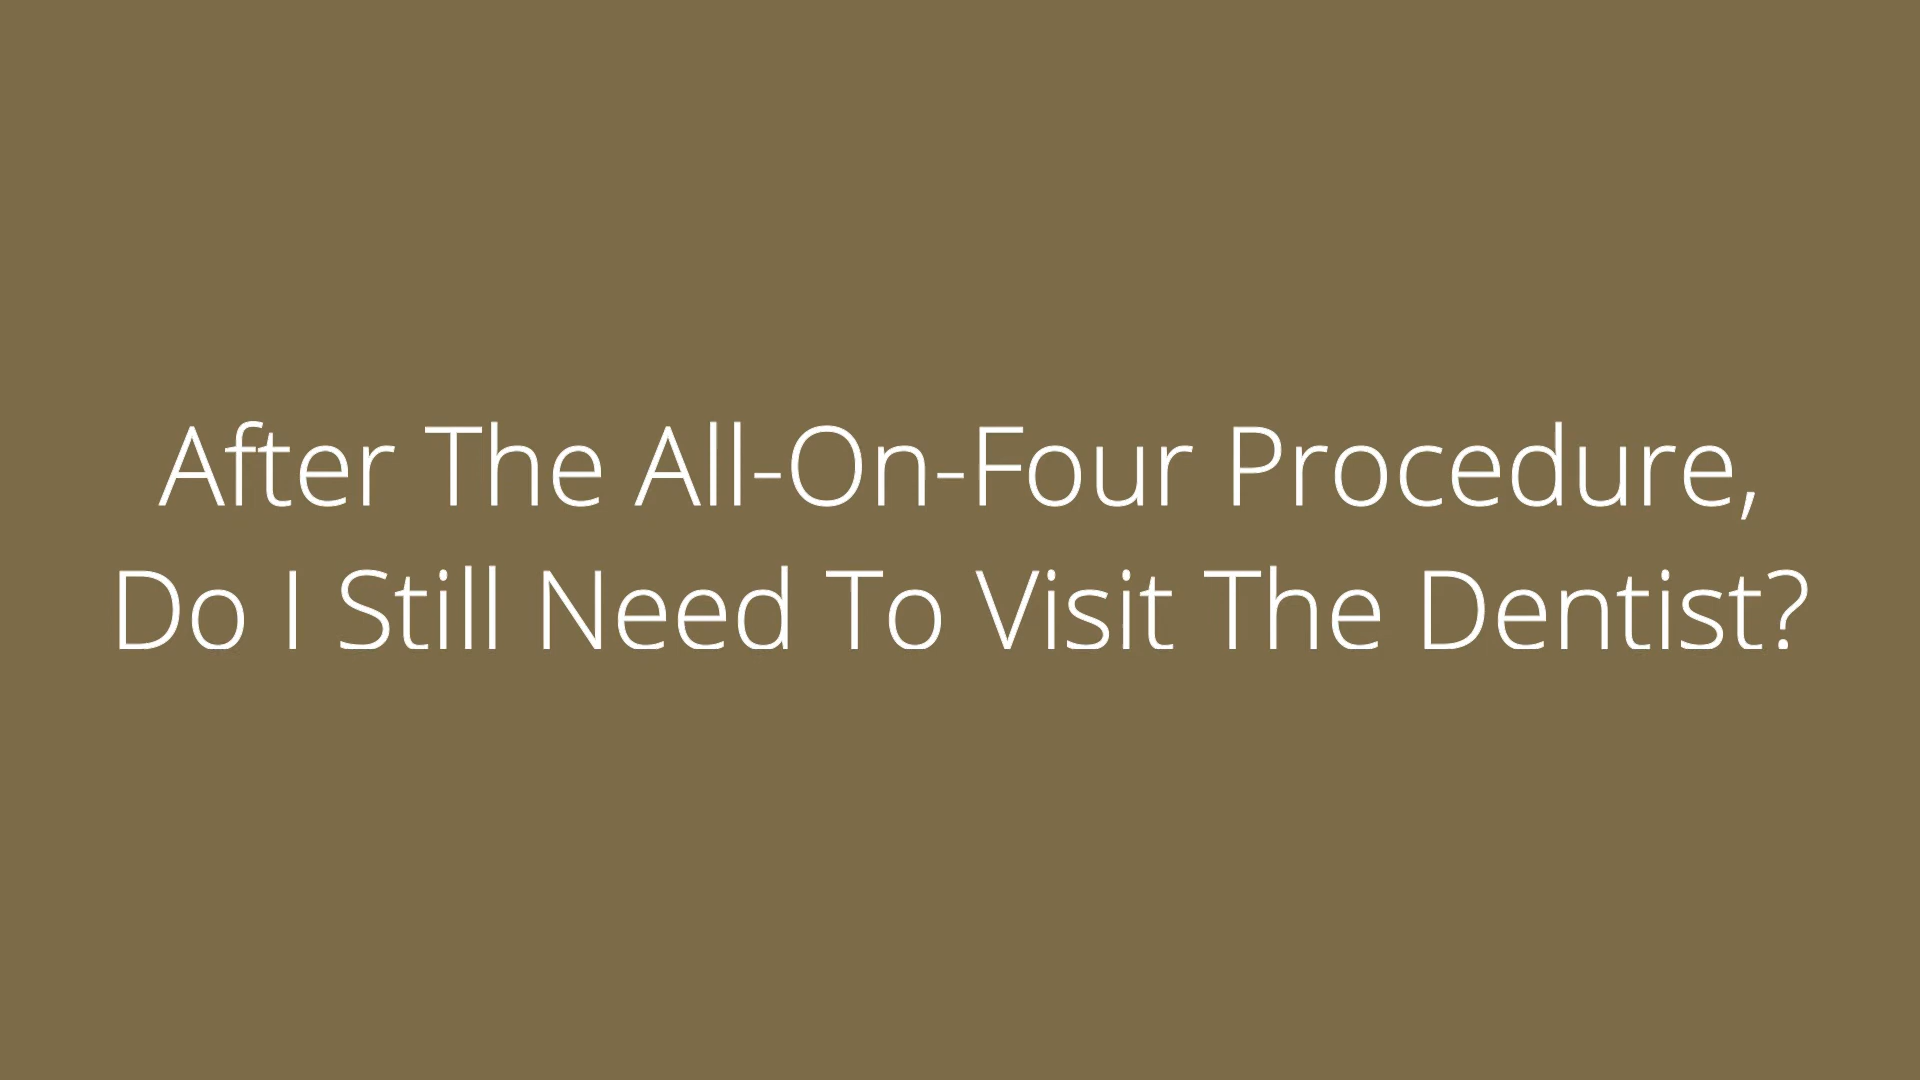 After The All-On-Four Procedure,
Do I Still Need To Visit The Dentist?